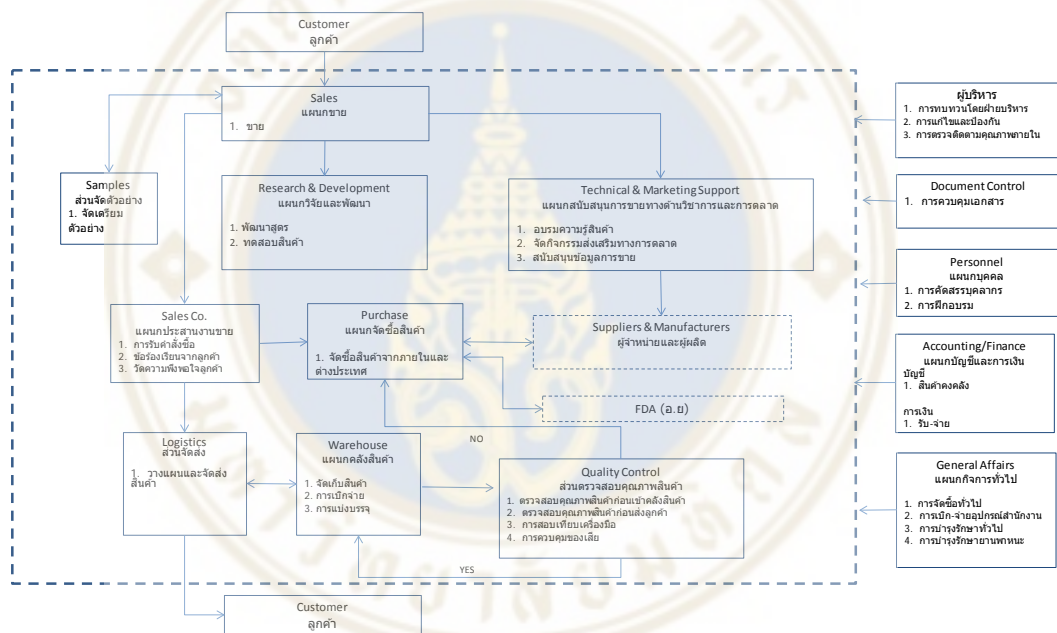 Customer
ลูกค้า
Sales
แผนกขาย
1. ขาย
Samples
ส่วนจัดตัวอย่าง
1. จัดเตรียม
ตัวอย่าง
Research & Development
แผนกวิจัยและพัฒนา
1. พัฒนาสูตร
2. ทดสอบสินค้า
Technical & Marketing Support
แผนกสนับสนุนการขายทางด้านวิชาการและการตลาด
1. อบรมความรู้สินค้า
2. จัดกิจกรรมส่งเสริมทางการตลาด
3. สนับสนุนข้อมูลการขาย
Sales Co.
แผนกประสานงานขาย
1. การรับคำสั่งซื้อ
2. ข้อร้องเรียนจากลูกค้า
3. วัดความพึงพอใจลูกค้า
Purchase
แผนกจัดซื้อสินค้า
1. จัดซื้อสินค้าจากภายในและ
ต่างประเทศ
Suppliers & Manufacturers
ผู้จำหน่ายและผู้ผลิต
FDA (อ.ย)
NO
Logistics
ส่วนจัดส่ง
1. วางแผนและจัดส่ง
สินค้า
Warehouse
แผนกคลังสินค้า
1. จัดเก็บสินค้า
2. การเบิกจ่าย
3. การแบ่งบรรจุ
Quality Control
ส่วนตรวจสอบคุณภาพสินค้า
1. ตรวจสอบคุณภาพสินค้าก่อนเข้าคลังสินค้า
2. ตรวจสอบคุณภาพสินค้าก่อนส่งลูกค้า
3. การสอบเทียบเครื่องมือ
4. การควบคุมของเสีย
YES
Customer
ลูกค้า
ผู้บริหาร
1. การทบทวนโดยฝ่ายบริหาร
2. การแก้ไขและป้องกัน
3. การตรวจติดตามคุณภาพภายใน
Document Control
1. การควบคุมเอกสาร
Personnel
แผนกบุคคล
1. การคัดสรรบุคลากร
2. การฝึกอบรม
Accounting/Finance
แผนกบัญชีและการเงิน
บัญชี
1. สินค้าคงคลัง
การเงิน
1. รับ-จ่าย
General Affairs
แผนกกิจการทั่วไป
1. การจัดซื้อทั่วไป
2. การเบิก-จ่ายอุปกรณ์สำนักงาน
3. การบำรุงรักษาทั่วไป
4. การบำรุงรักษายานพาหนะ